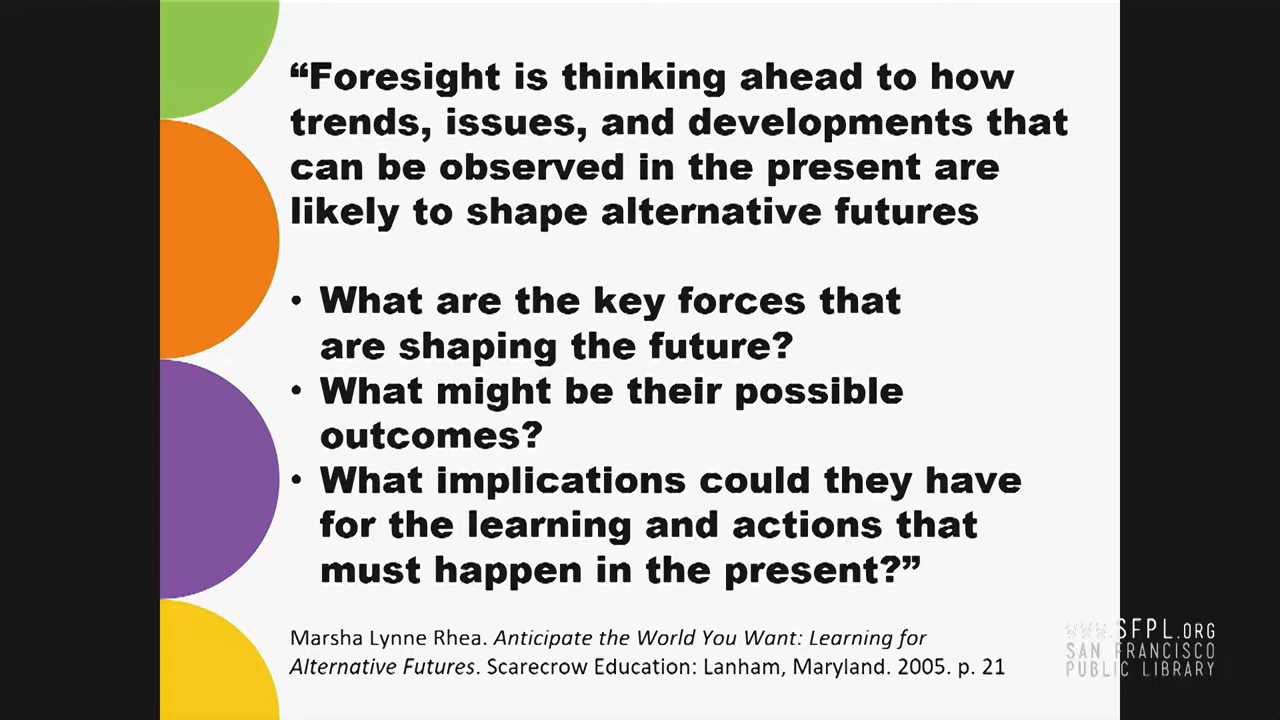 “Foresight is thinking ahead to how
trends, issues, and developments that
can be observed in the present are
likely to shape alternative futures
• What are the key forces that
are shaping the future?
• What might be their possible
outcomes?
• What implications could they have
for the learning and actions that
must happen in the present?”
Marsha Lynne Rhea. Anticipate the World You Want: Learning for
Alternative Futures. Scarecrow Education: Lanham, Maryland. 2005. p. 21
WWW.SFPL.ORG
SAN FRANCISCO
PUBLIC LIBRARY